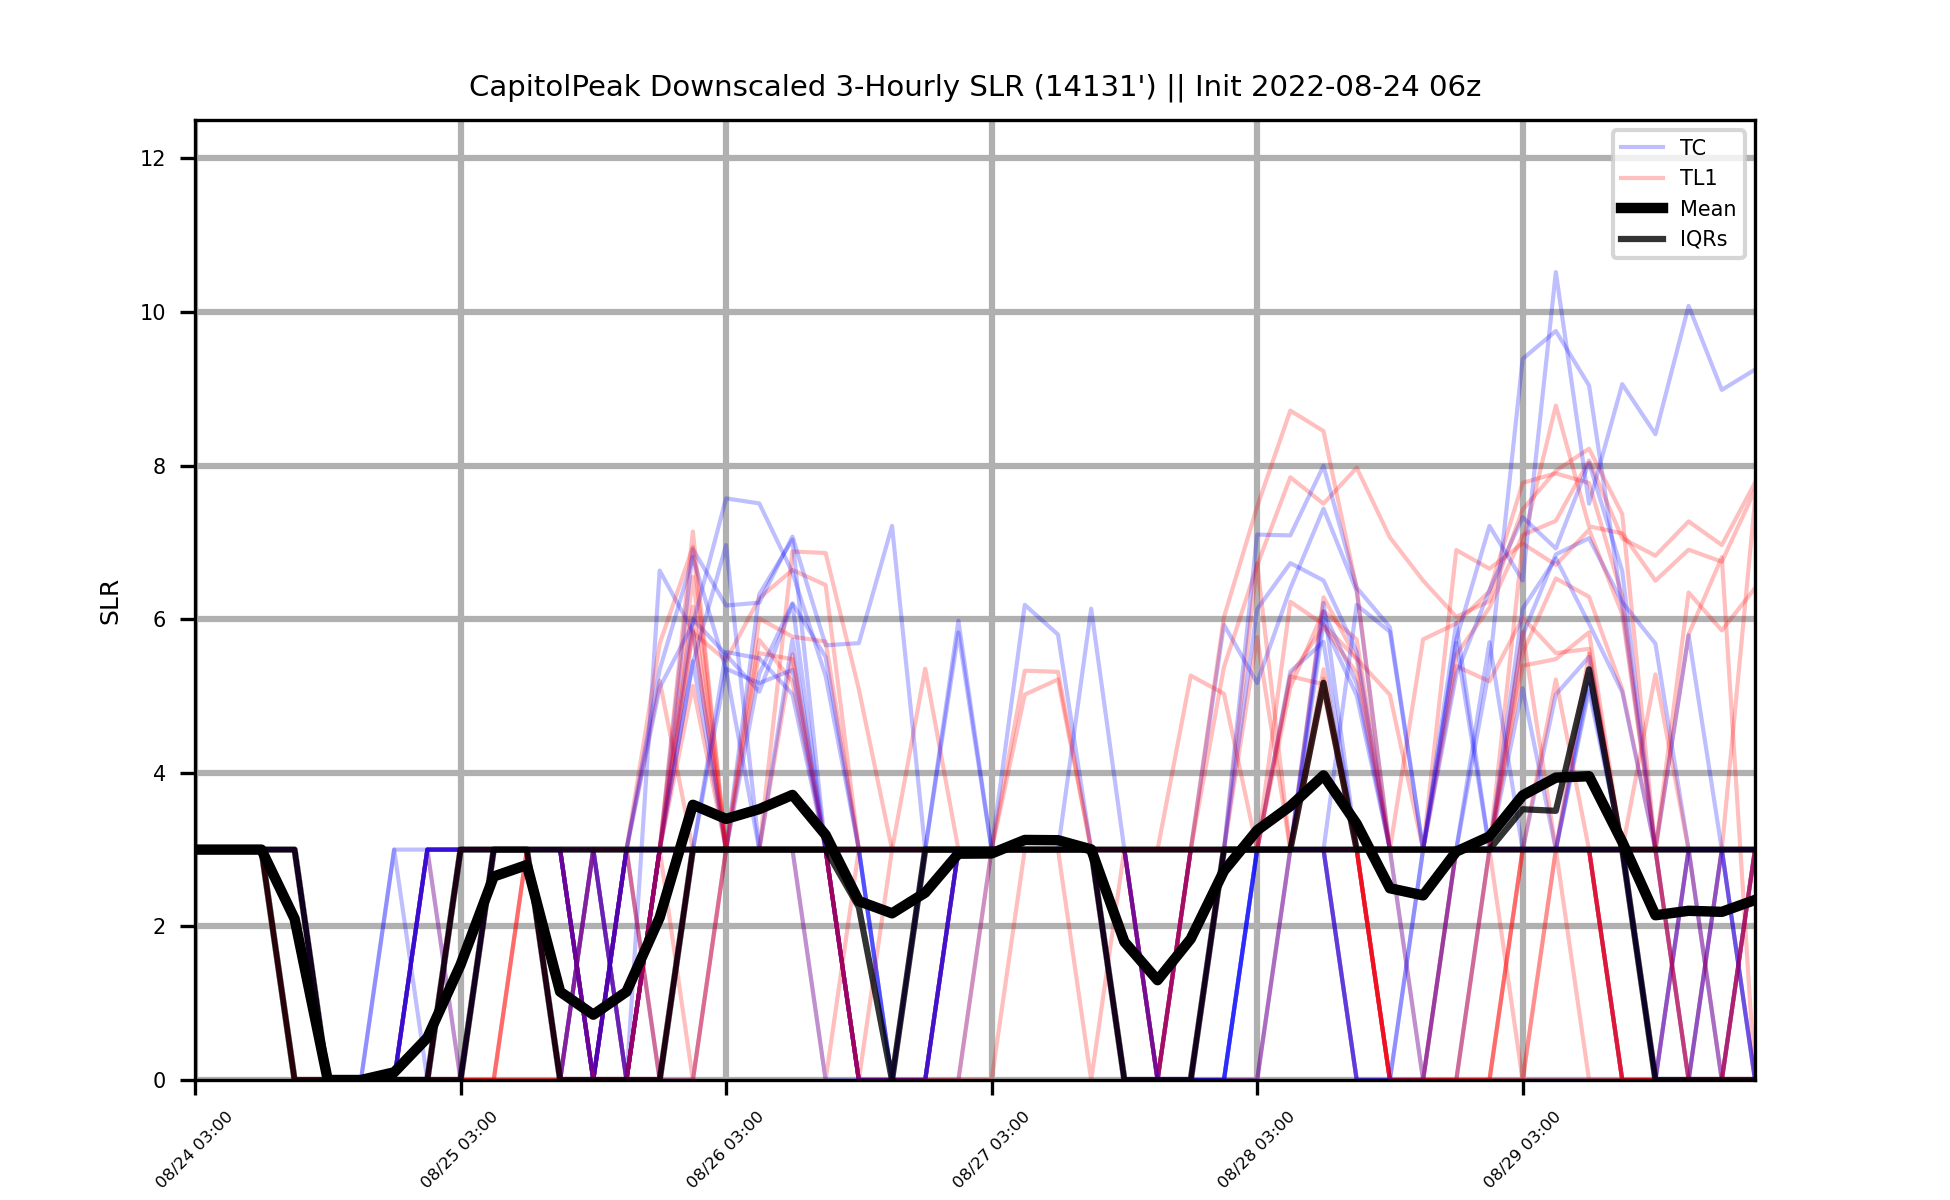 CapitolPeak Downscaled 3-Hourly SLR (14131') || Init 2022-08-24 06z
TC
TL1
Mean
IQRs
12
10
8
6
4
2
0
SLR
08/24 03:00
08/25 03:00
08/26 03:00
08/27 03:00
08/28 03:00
08/29 03:00